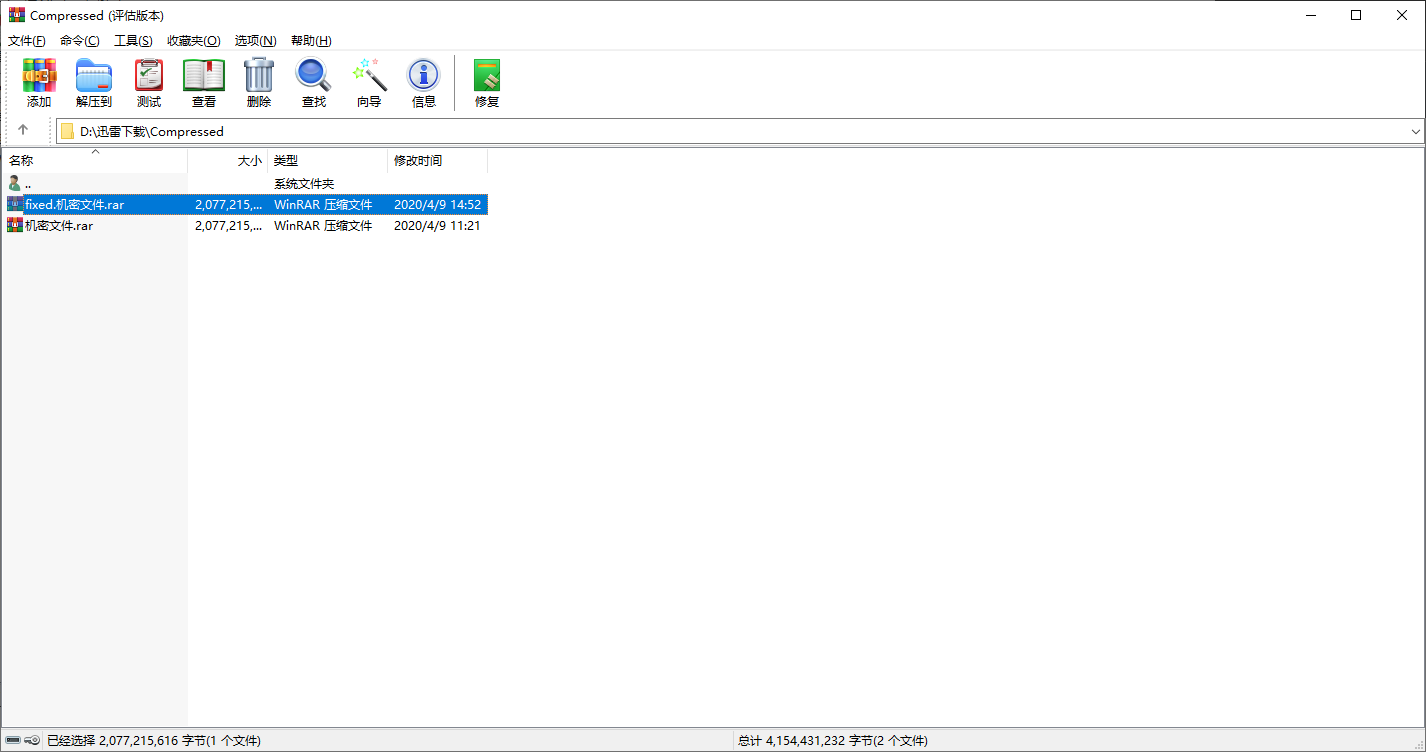 Compressed (评估版本)
文件(F) 命令(C) 工具(S) 收藏夹(O) 选项(N) 帮助(H)
添加 解压到 测试 查看 删除 查找 向导 信息 修复
D:\迅雷下载\Compressed
名称 大小 类型 修改时间
.. 系统文件夹
fixed.机密文件.rar 2,077,215,... WinRAR 压缩文件 2020/4/9 14:52
机密文件.rar 2,077,215,... WinRAR 压缩文件 2020/4/9 11:21
已经选择 2,077,215,616 字节(1 个文件) 总计 4,154,431,232 字节(2 个文件)